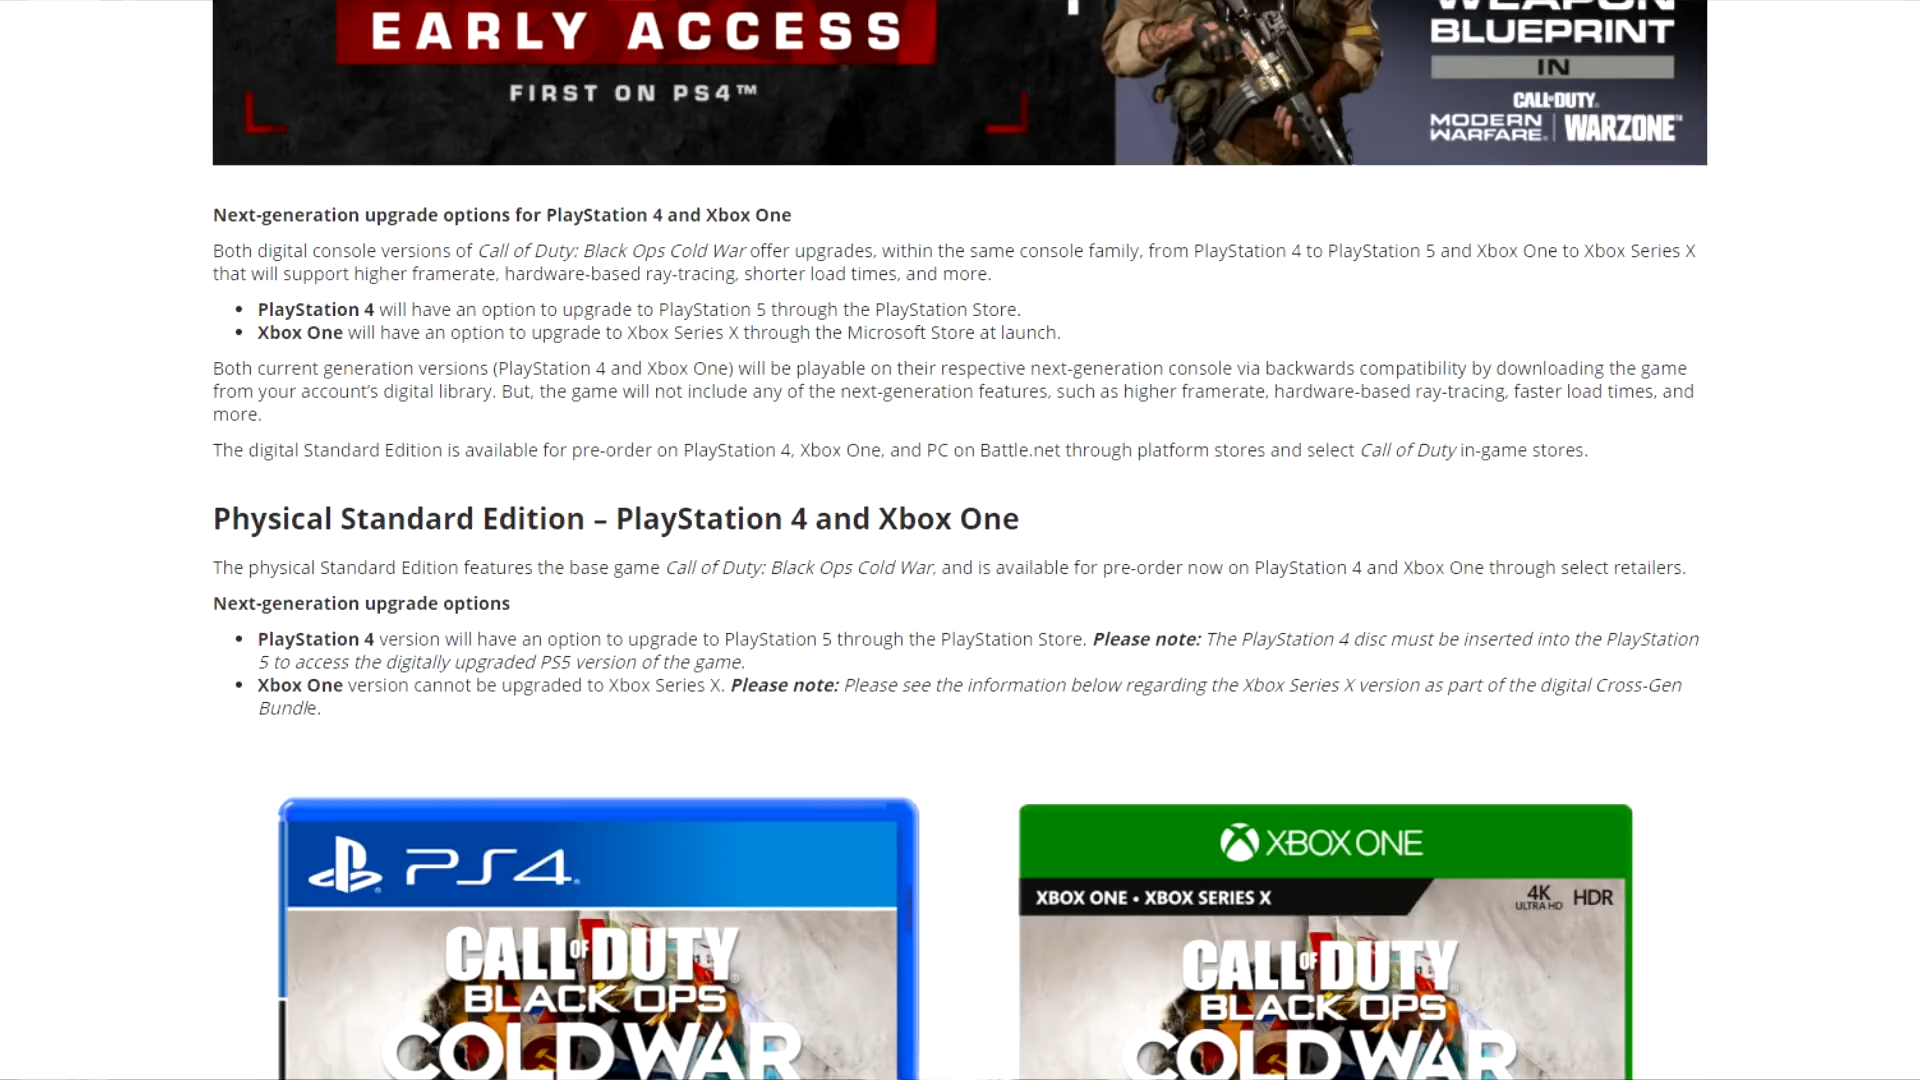 EARLY ACCESS
FIRST ON PS4™
WEAPON
BLUEPRINT
IN
CALL OF DUTY®
MODERN
WARFARE® | WARZONE™
Next-generation upgrade options for PlayStation 4 and Xbox One
Both digital console versions of Call of Duty: Black Ops Cold War offer upgrades, within the same console family, from PlayStation 4 to PlayStation 5 and Xbox One to Xbox Series X
that will support higher framerate, hardware-based ray-tracing, shorter load times, and more.
• PlayStation 4 will have an option to upgrade to PlayStation 5 through the PlayStation Store.
• Xbox One will have an option to upgrade to Xbox Series X through the Microsoft Store at launch.
Both current generation versions (PlayStation 4 and Xbox One) will be playable on their respective next-generation console via backwards compatibility by downloading the game
from your account’s digital library. But, the game will not include any of the next-generation features, such as higher framerate, hardware-based ray-tracing, faster load times, and
more.
The digital Standard Edition is available for pre-order on PlayStation 4, Xbox One, and PC on Battle.net through platform stores and select Call of Duty in-game stores.
Physical Standard Edition – PlayStation 4 and Xbox One
The physical Standard Edition features the base game Call of Duty: Black Ops Cold War, and is available for pre-order now on PlayStation 4 and Xbox One through select retailers.
Next-generation upgrade options
• PlayStation 4 version will have an option to upgrade to PlayStation 5 through the PlayStation Store. Please note: The PlayStation 4 disc must be inserted into the PlayStation
5 to access the digitally upgraded PS5 version of the game.
• Xbox One version cannot be upgraded to Xbox Series X. Please note: Please see the information below regarding the Xbox Series X version as part of the digital Cross-Gen
Bundle.
PS4
CALL OF DUTY®
BLACK OPS
COLD WAR
XBOX ONE
XBOX ONE • XBOX SERIES X
4K
ULTRA HD
HDR
CALL OF DUTY
BLACK OPS
COLD WAR